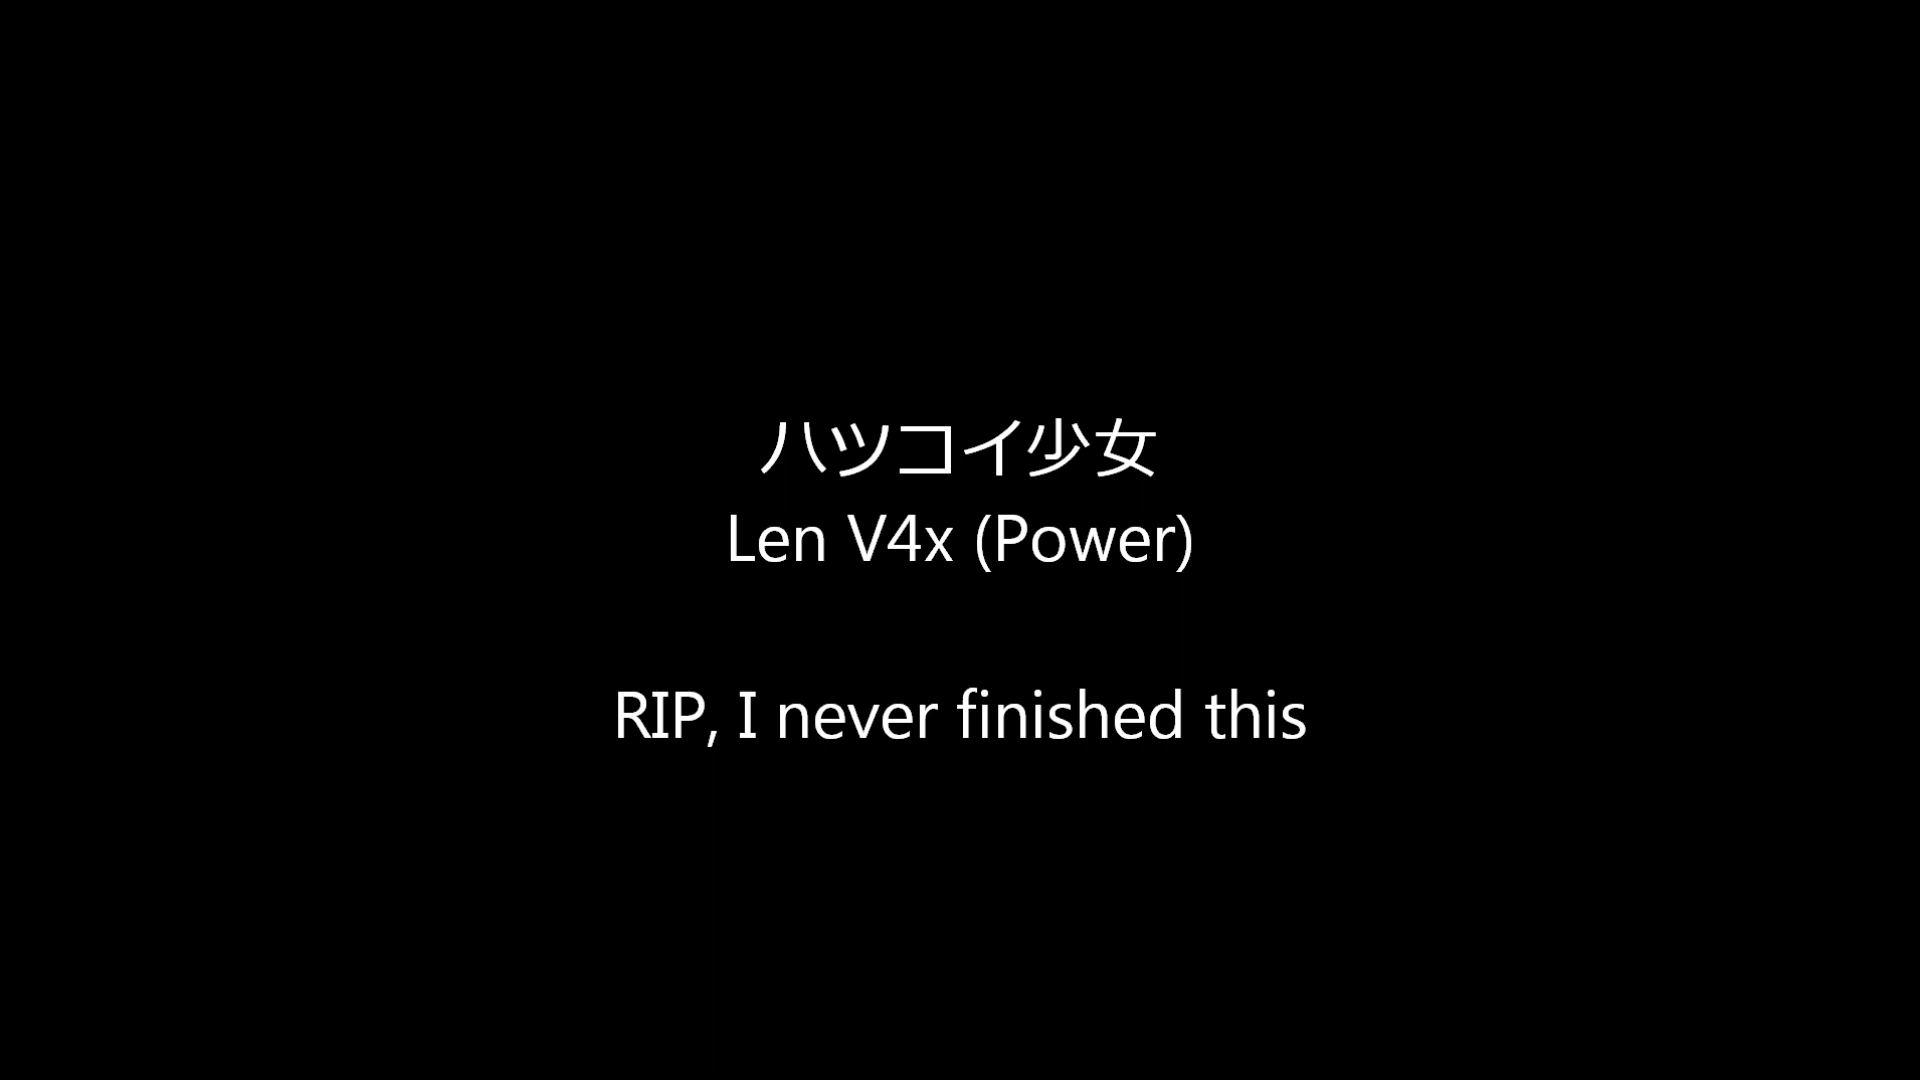 ハツコイ少女
Len V4x (Power)
RIP, I never finished this